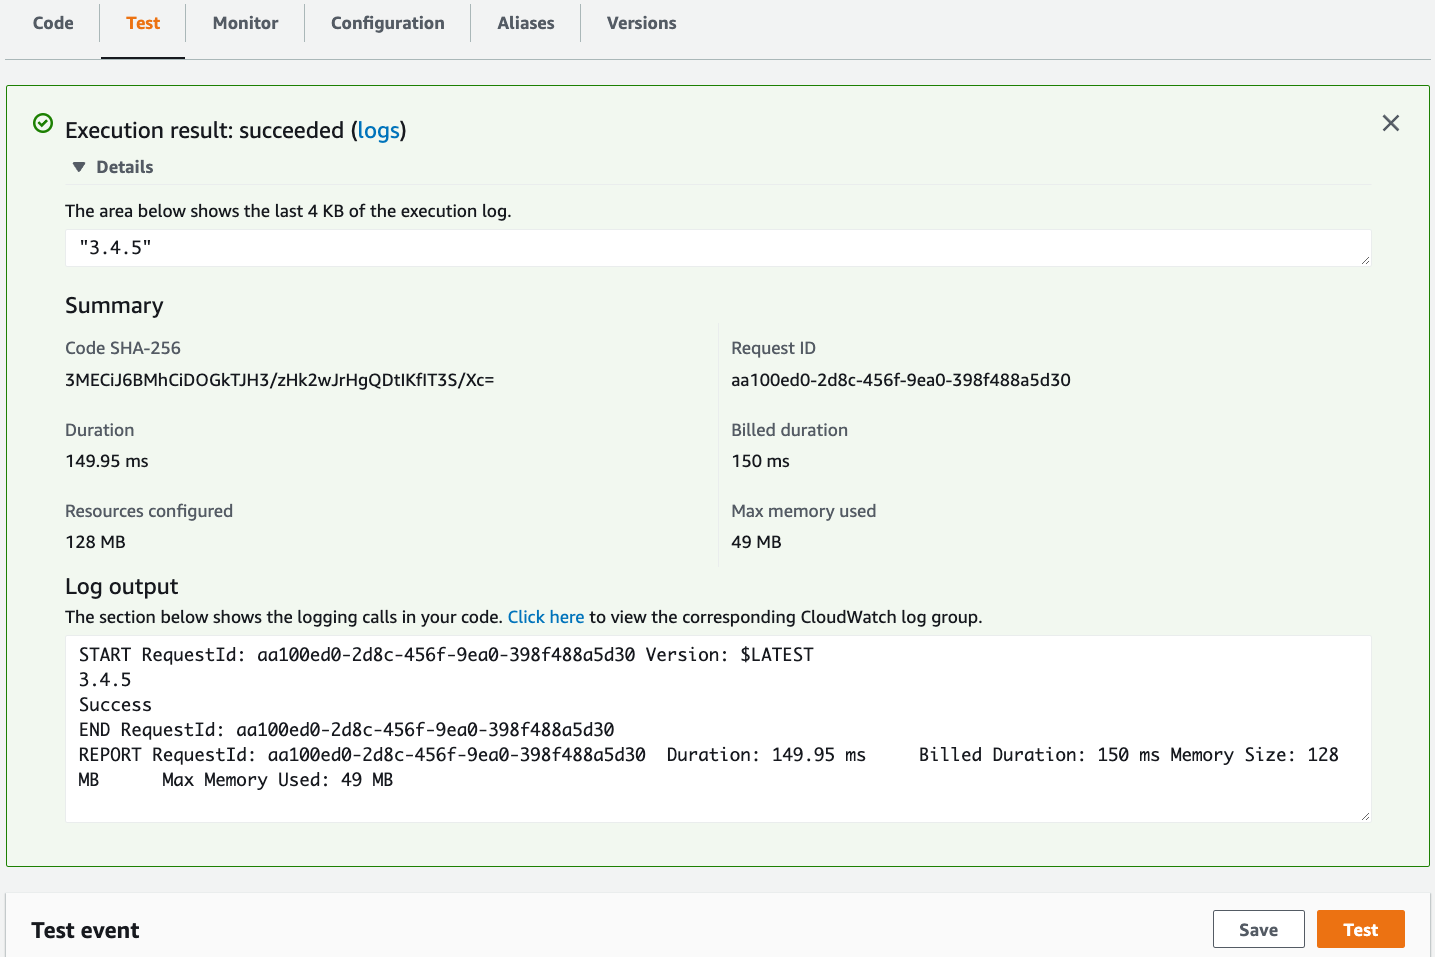 Code Test Monitor Configuration Aliases Versions
Execution result: succeeded (logs)
Details
The area below shows the last 4 KB of the execution log.
"3.4.5"
Summary
Code SHA-256
3MECiJ6BMhCiDOGkTJH3/zHk2wJrHgQDtIKfIT3S/Xc=
Request ID
aa100ed0-2d8c-456f-9ea0-398f488a5d30
Duration
149.95 ms
Billed duration
150 ms
Resources configured
128 MB
Max memory used
49 MB
Log output
The section below shows the logging calls in your code. Click here to view the corresponding CloudWatch log group.
START RequestId: aa100ed0-2d8c-456f-9ea0-398f488a5d30 Version: $LATEST
3.4.5
Success
END RequestId: aa100ed0-2d8c-456f-9ea0-398f488a5d30
REPORT RequestId: aa100ed0-2d8c-456f-9ea0-398f488a5d30 Duration: 149.95 ms Billed Duration: 150 ms Memory Size: 128
MB Max Memory Used: 49 MB
Test event Save Test